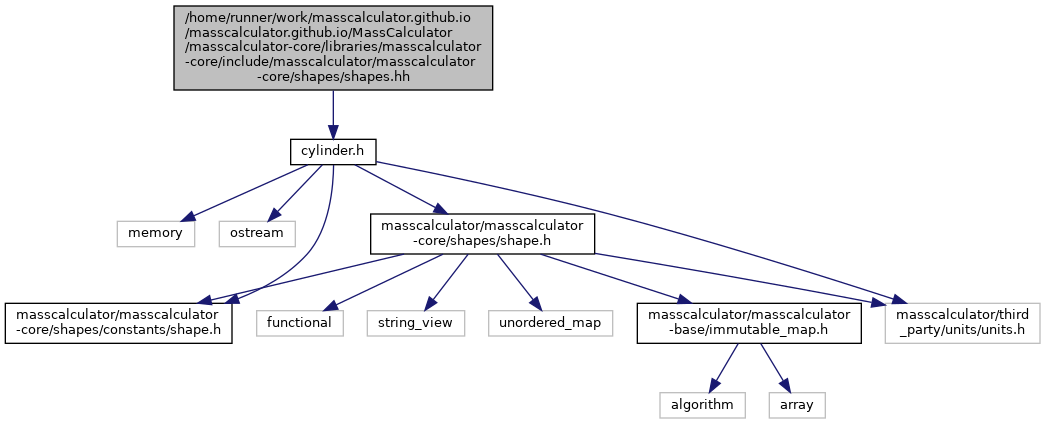 /home/runner/work/masscalculator.github.io
/masscalculator.github.io/MassCalculator
/masscalculator-core/libraries/masscalculator
-core/include/masscalculator/masscalculator
-core/shapes/shapes.hh
cylinder.h
memory
ostream
masscalculator/masscalculator
-core/shapes/shape.h
masscalculator/masscalculator
-core/shapes/constants/shape.h
functional
string_view
unordered_map
masscalculator/masscalculator
-base/immutable_map.h
masscalculator/third
_party/units/units.h
algorithm
array